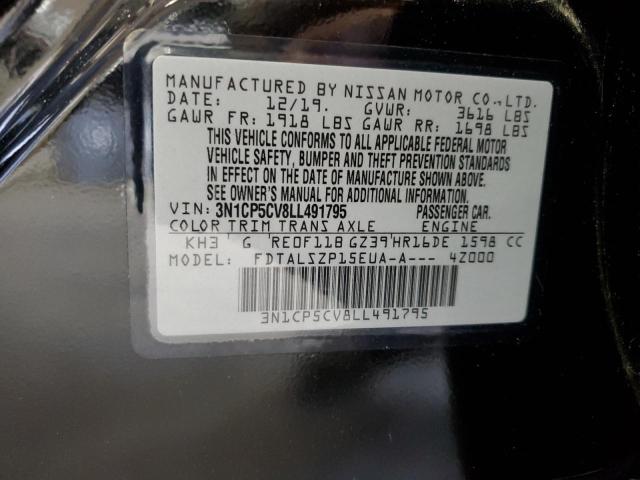 MANUFACTURED BY NISSAN MOTOR CO.,LTD.
DATE: 12/19. GVWR: 3616 LBS
GAWR FR: 1918 LBS GAWR RR: 1698 LBS
THIS VEHICLE CONFORMS TO ALL APPLICABLE FEDERAL MOTOR
VEHICLE SAFETY, BUMPER AND THEFT PREVENTION STANDARDS
IN EFFECT ON THE DATE OF MANUFACTURE SHOWN ABOVE.
SEE OWNER'S MANUAL FOR ADDITIONAL INFORMATION.
VIN: 3N1CP5CV8LL491795 PASSENGER CAR.
COLOR TRIM TRANS AXLE ENGINE
KH3 G RE0F11B GZ39 HR16DE 1598 CC
MODEL: FDTALSZP15EUA-A--- 4Z000
3N1CP5CV8LL491795